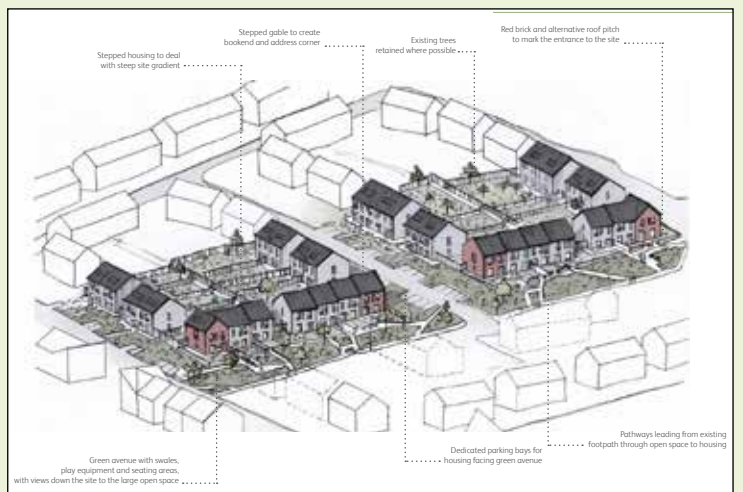 Stepped gable to create
bookend and address corner
Existing trees
retained where possible
Red brick and alternative roof pitch
to mark the entrance to the site
Stepped housing to deal
with steep site gradient
Green avenue with swales,
play equipment and seating areas,
with views down the site to the large open space
Dedicated parking bays for
housing facing green avenue
Pathways leading from existing
footpath through open space to housing